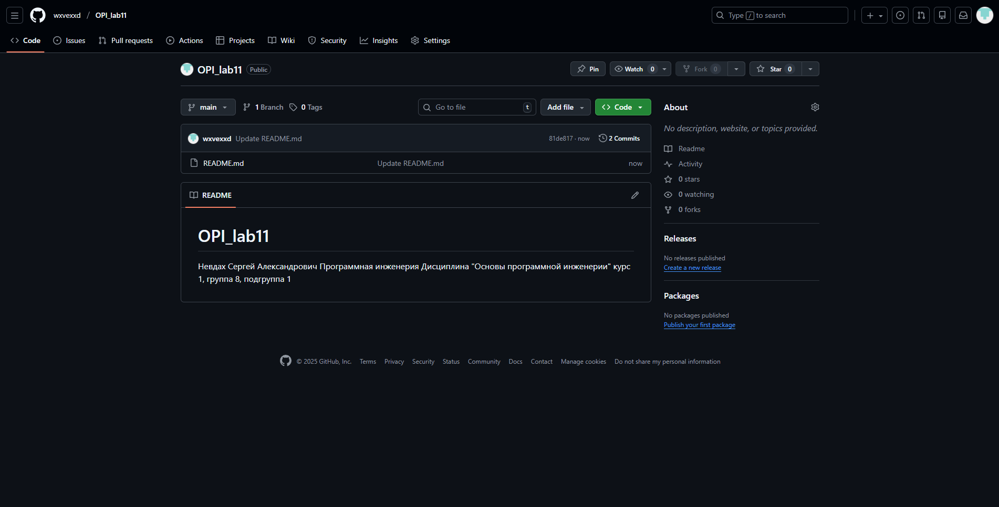 wxvexxd / OPI_lab11
Type / to search
Code Issues Pull requests Actions Projects Wiki Security Insights Settings
OPI_lab11 Public
Pin Watch 0 Fork 0 Star 0
main 1 Branch 0 Tags Go to file t Add file Code
wxvexxd Update README.md 81de817 · now 2 Commits
README.md Update README.md now
README
OPI_lab11
Невдах Сергей Александрович Программная инженерия Дисциплина "Основы программной инженерии" курс
1, группа 8, подгруппа 1
About
No description, website, or topics provided.
Readme
Activity
0 stars
0 watching
0 forks
Releases
No releases published
Create a new release
Packages
No packages published
Publish your first package
© 2025 GitHub, Inc. Terms Privacy Security Status Community Docs Contact Manage cookies Do not share my personal information